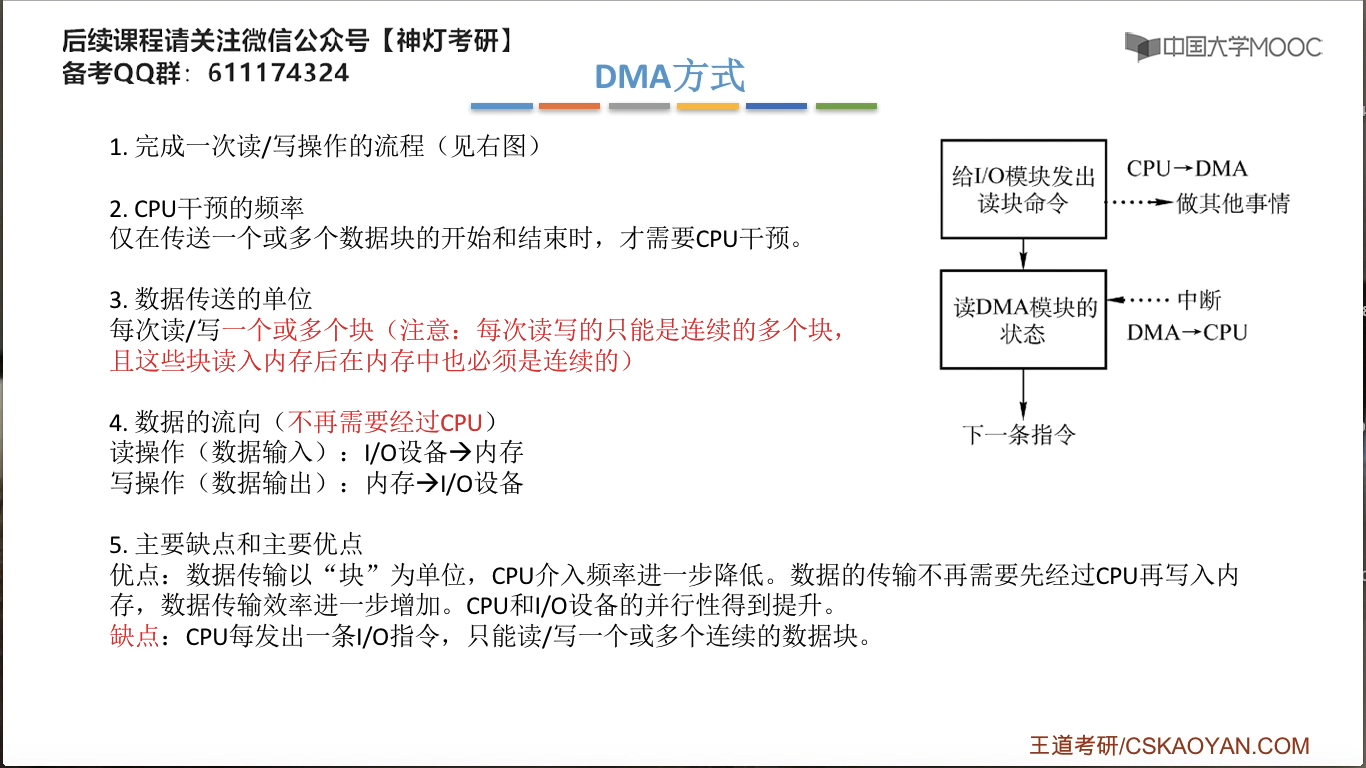 后续课程请关注微信公众号【神灯考研】
备考QQ群：611174324
中国大学MOOC
DMA方式
1. 完成一次读/写操作的流程（见右图）
2. CPU干预的频率
仅在传送一个或多个数据块的开始和结束时，才需要CPU干预。
3. 数据传送的单位
每次读/写一个或多个块（注意：每次读写的只能是连续的多个块，
且这些块读入内存后在内存中也必须是连续的）
4. 数据的流向（不再需要经过CPU）
读操作（数据输入）：I/O设备→内存
写操作（数据输出）：内存→I/O设备
5. 主要缺点和主要优点
优点：数据传输以“块”为单位，CPU介入频率进一步降低。数据的传输不再需要先经过CPU再写入内
存，数据传输效率进一步增加。CPU和I/O设备的并行性得到提升。
缺点：CPU每发出一条I/O指令，只能读/写一个或多个连续的数据块。
给I/O模块发出
读块命令
CPU→DMA
做其他事情
读DMA模块的
状态
中断
DMA→CPU
下一条指令
王道考研/CSKAOYAN.COM